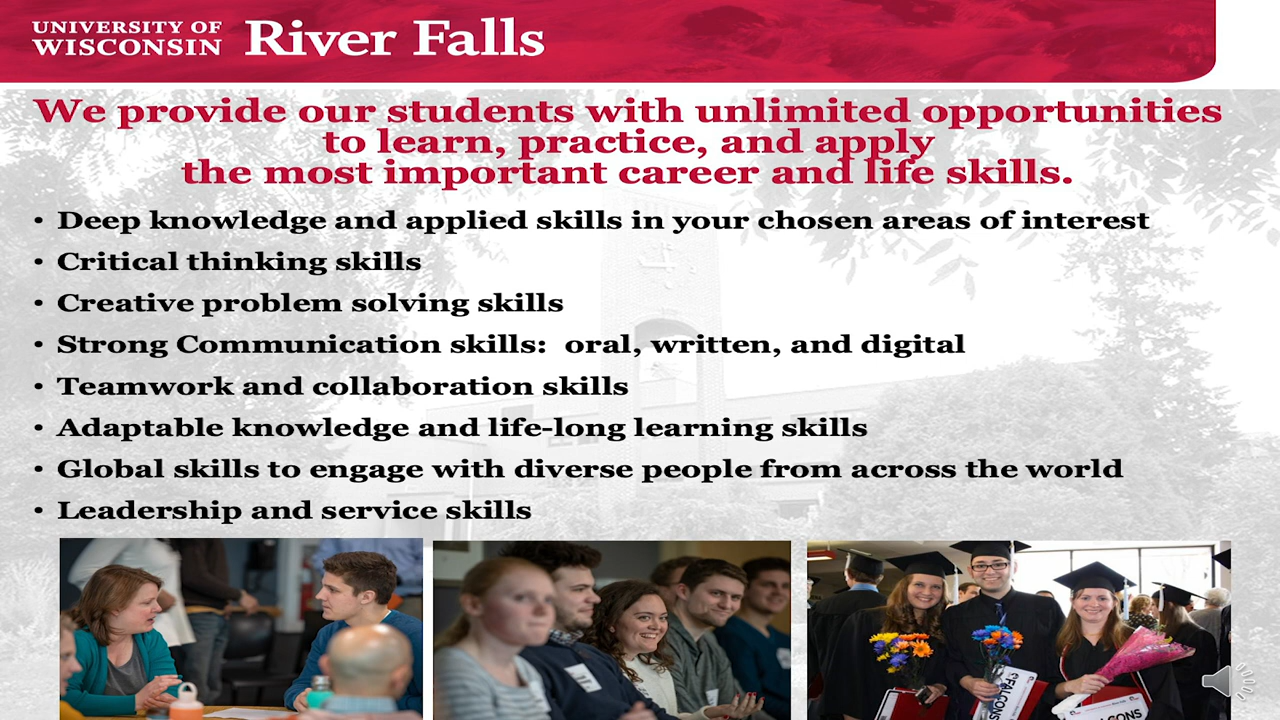 UNIVERSITY OF
WISCONSIN River Falls
We provide our students with unlimited opportunities
to learn, practice, and apply
the most important career and life skills.
• Deep knowledge and applied skills in your chosen areas of interest
• Critical thinking skills
• Creative problem solving skills
• Strong Communication skills:  oral, written, and digital
• Teamwork and collaboration skills
• Adaptable knowledge and life-long learning skills
• Global skills to engage with diverse people from across the world
• Leadership and service skills
FALCONS